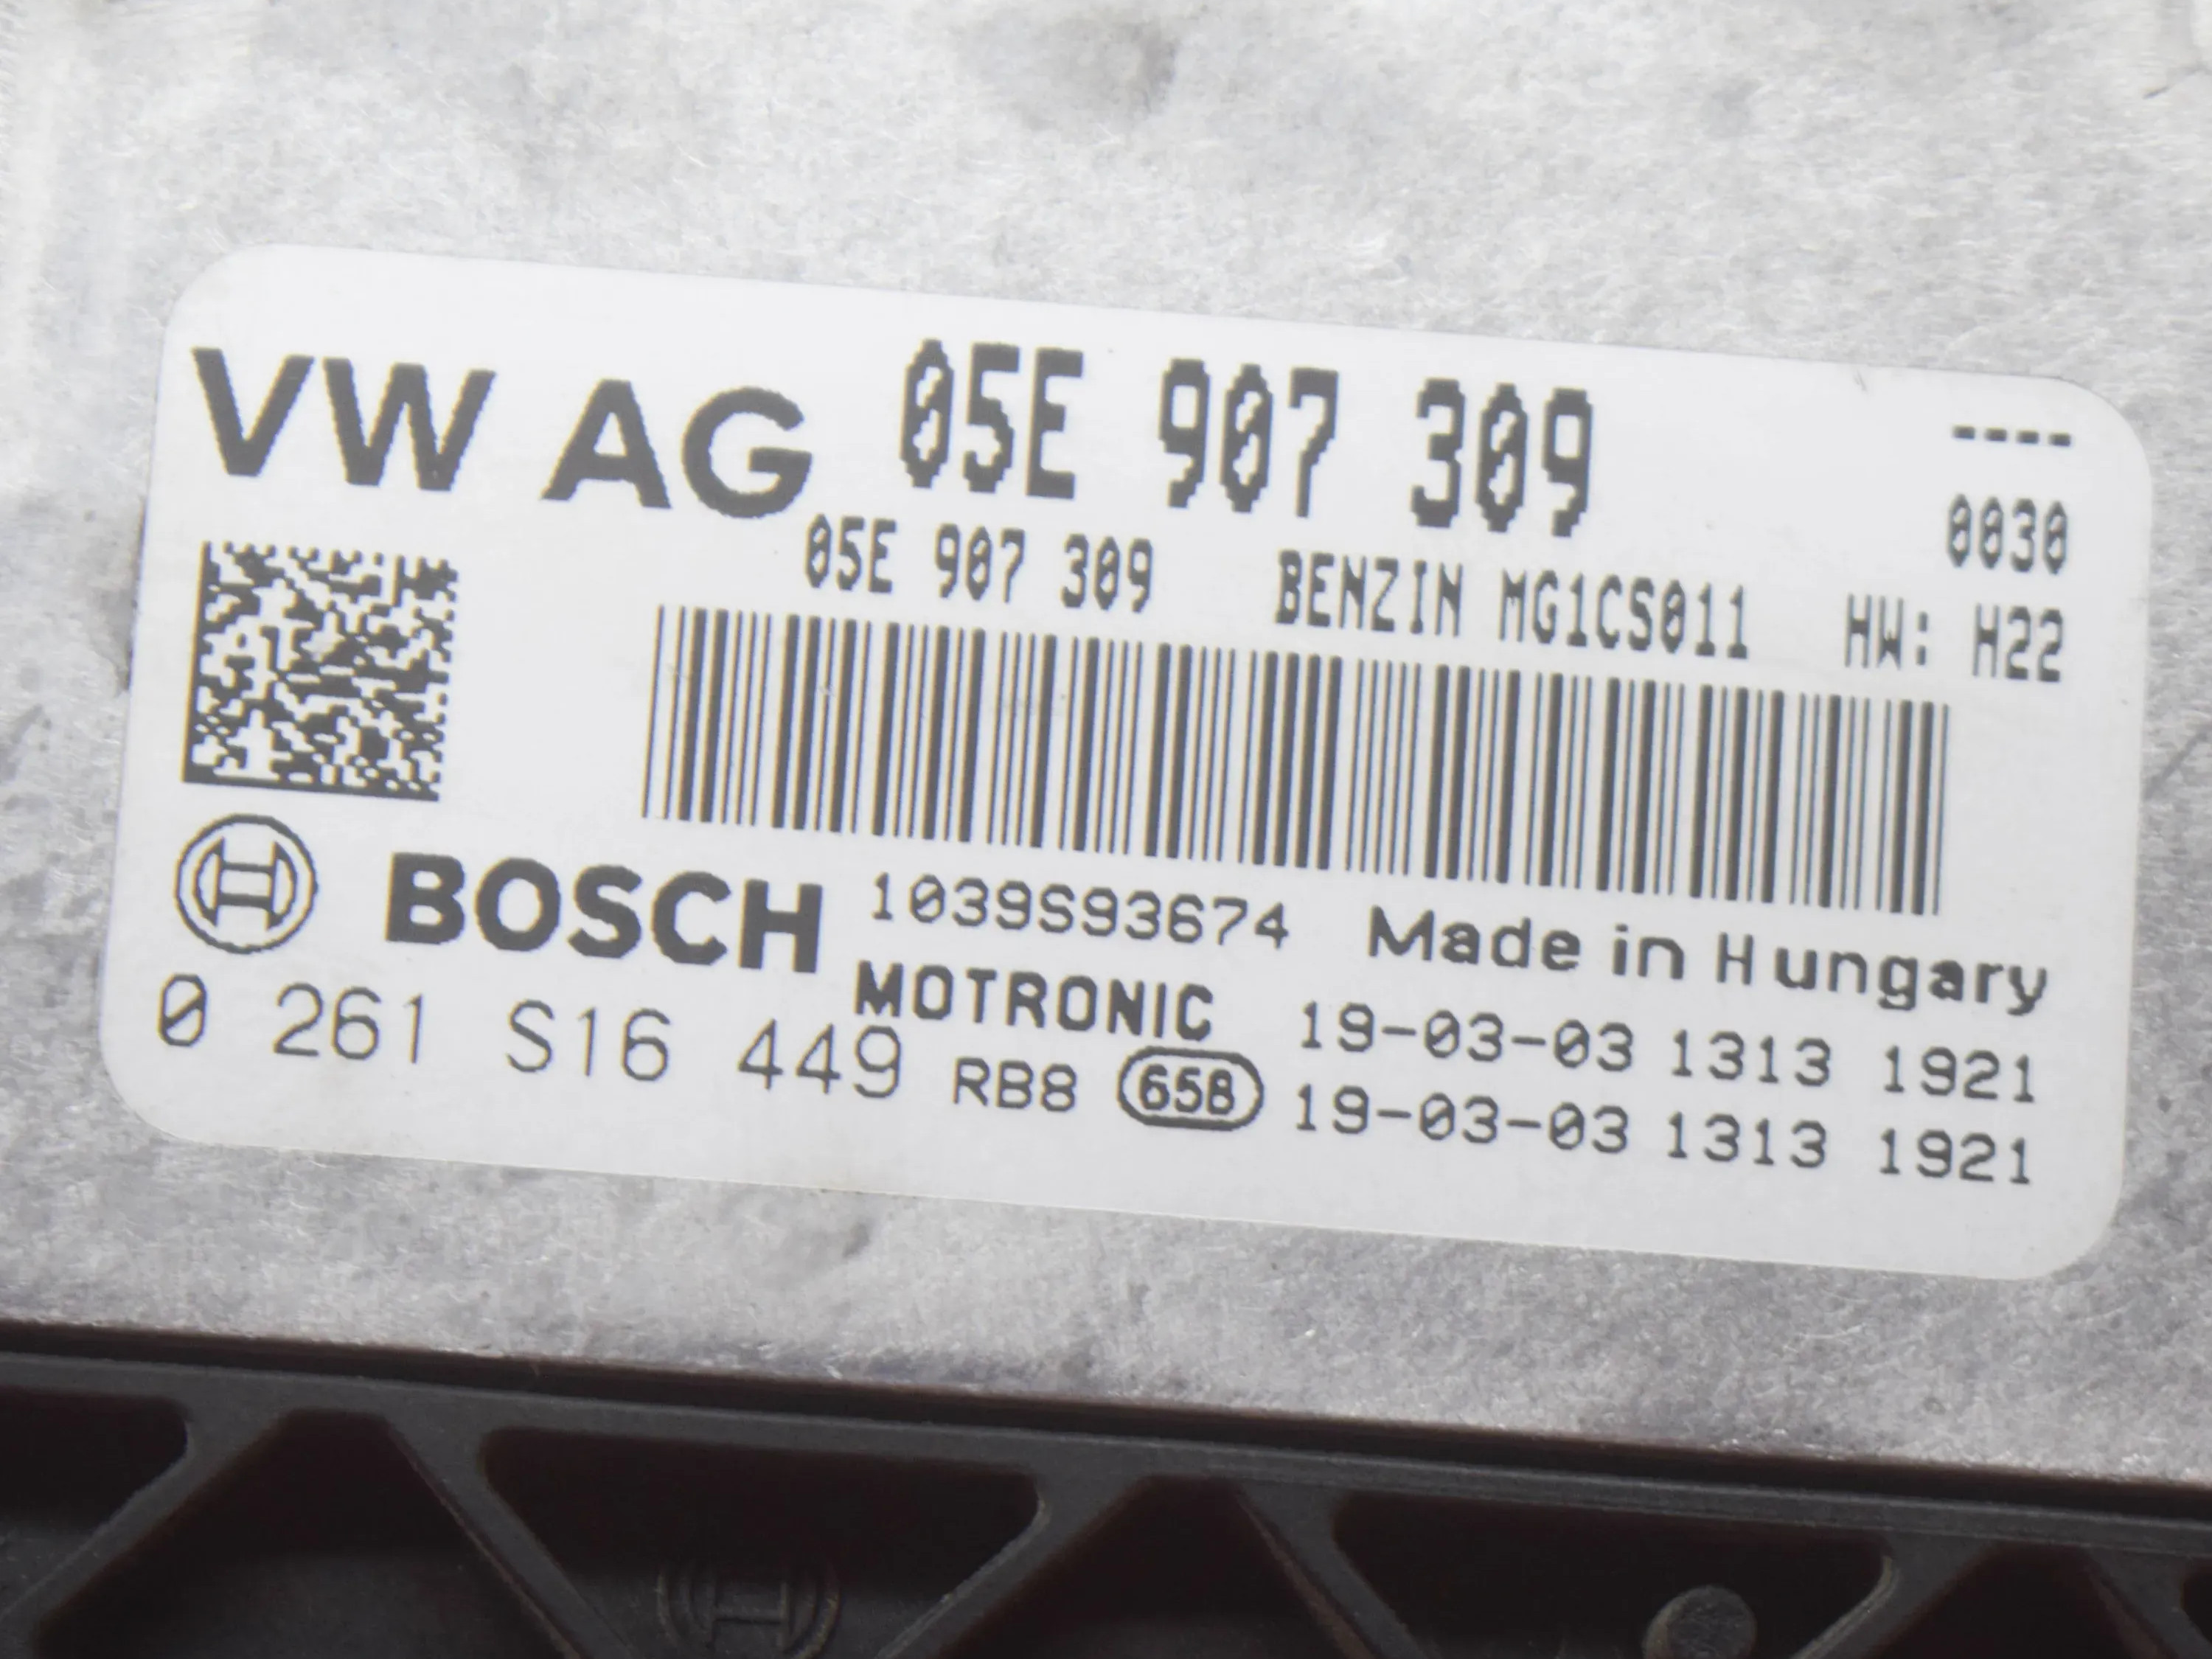 VW AG 05E 907 309 ----
0030
05E 907 309 BENZIN MG1CS011 HW: H22
BOSCH 1039S93674 Made in Hungary
MOTRONIC 19-03-03 1313 1921
0 261 S16 449 RB8 65B 19-03-03 1313 1921